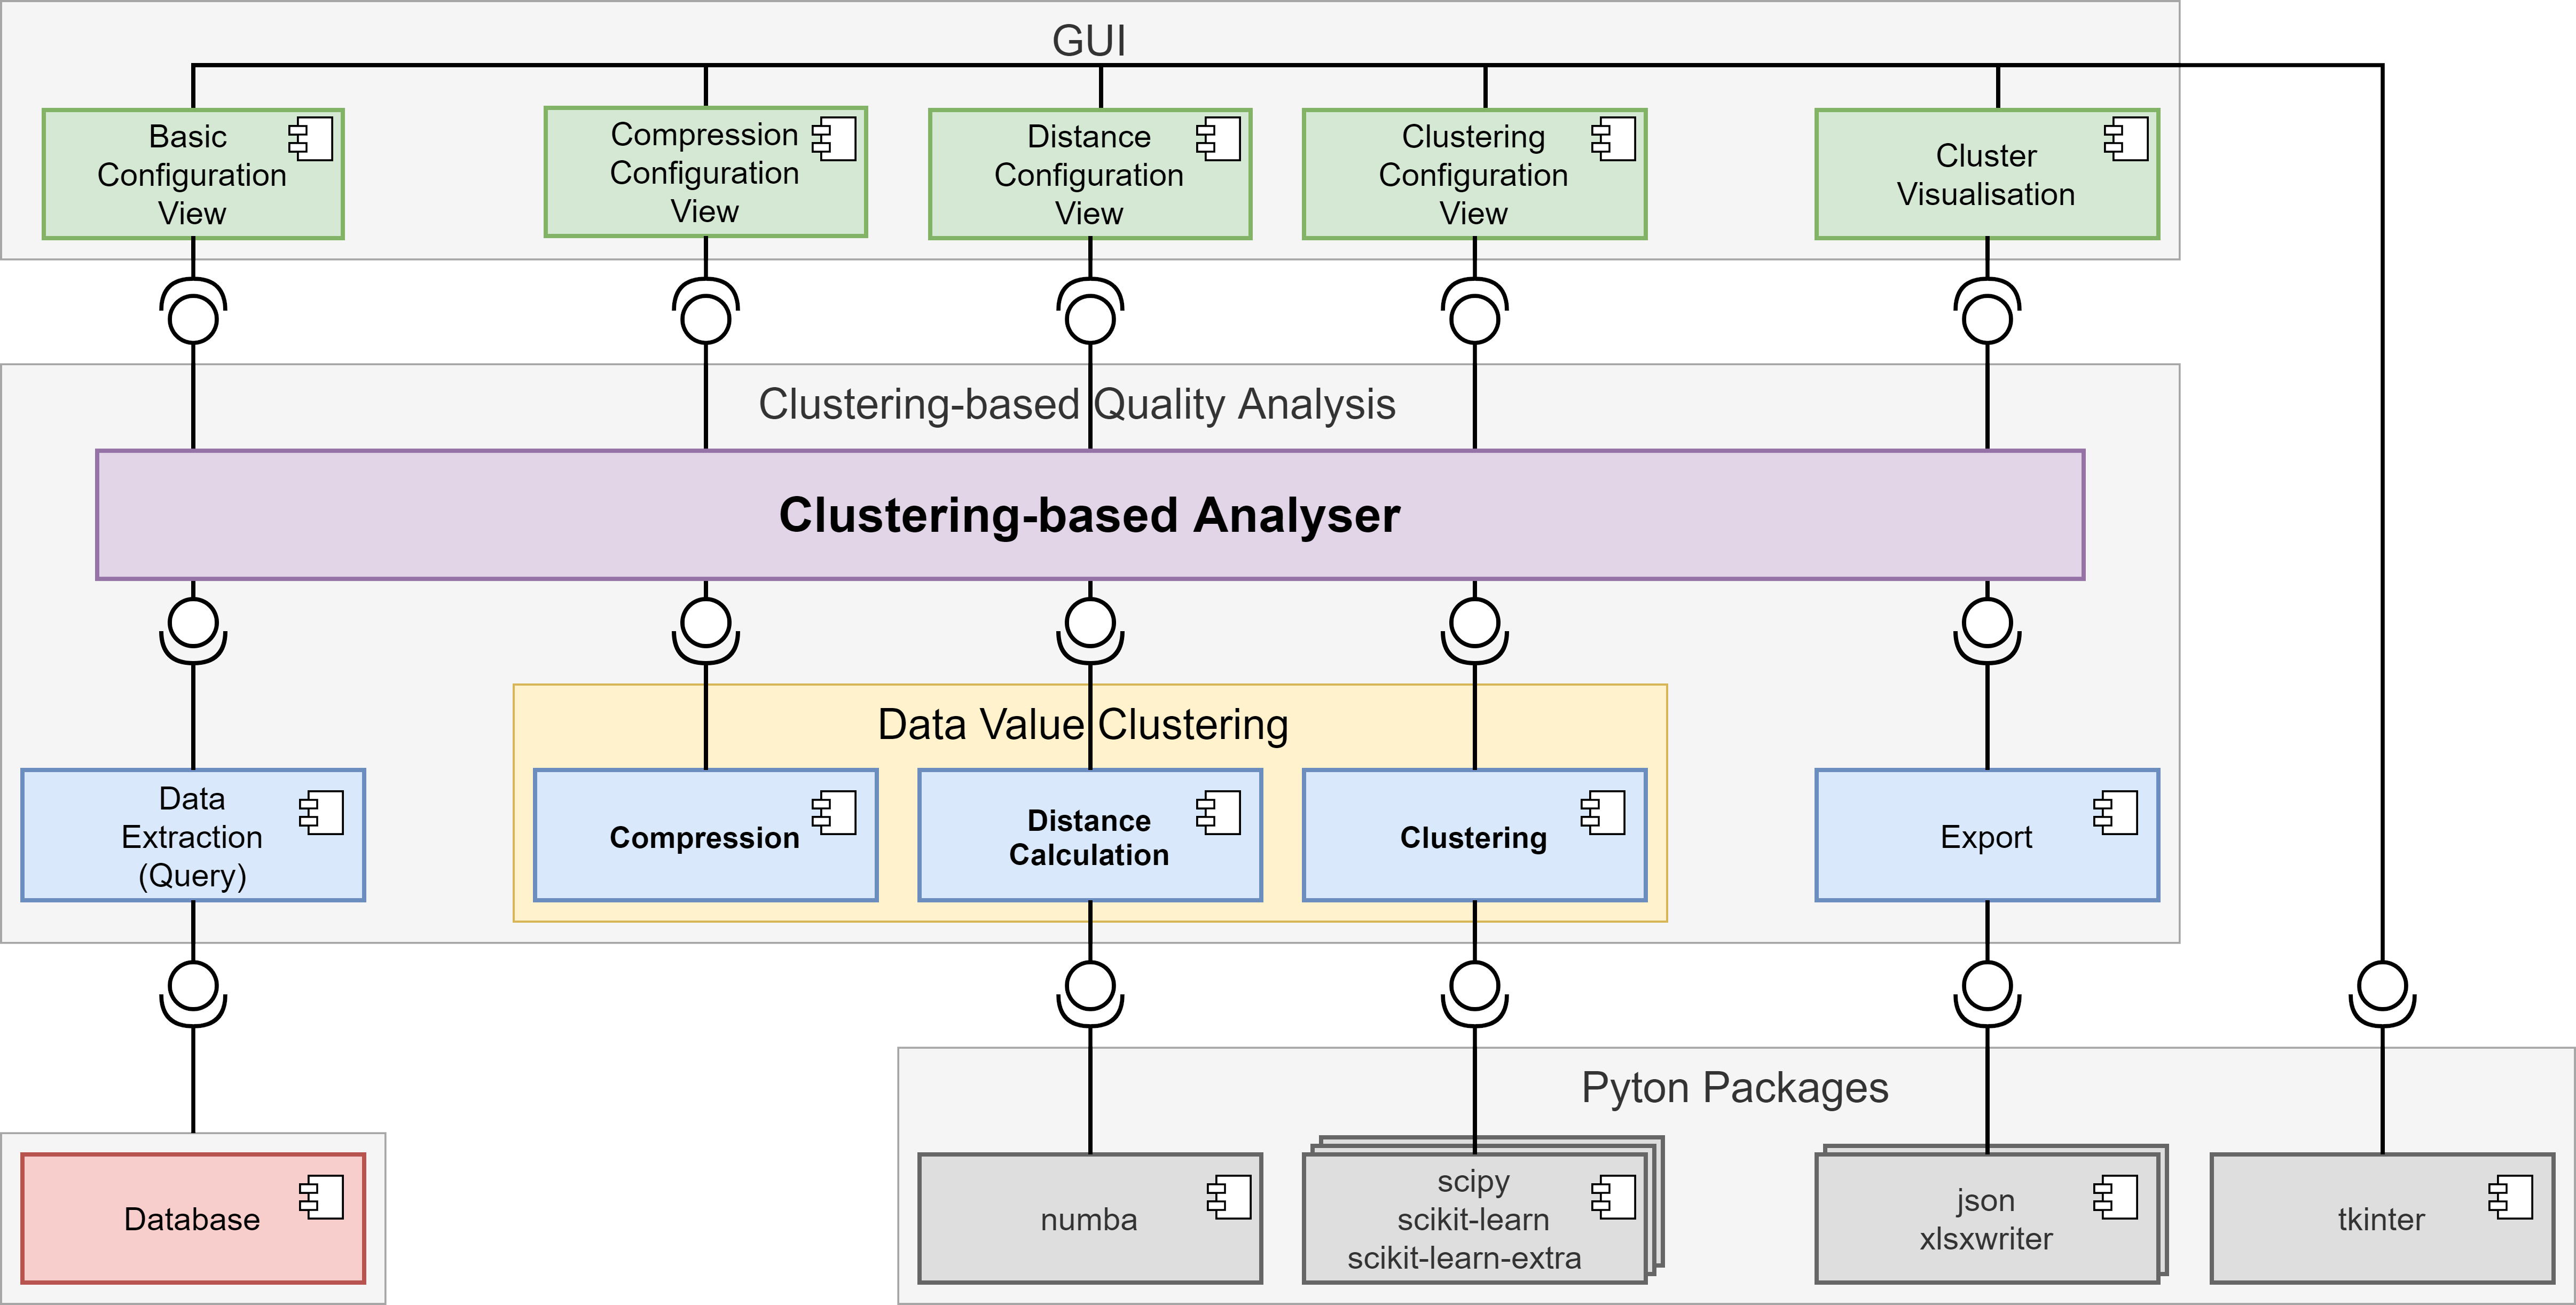 GUI
Basic
Configuration
View
Compression
Configuration
View
Distance
Configuration
View
Clustering
Configuration
View
Cluster
Visualisation
Clustering-based Quality Analysis
Clustering-based Analyser
Data Value Clustering
Data
Extraction
(Query)
Compression
Distance
Calculation
Clustering
Export
Pyton Packages
Database
numba
scipy
scikit-learn
scikit-learn-extra
json
xlsxwriter
tkinter